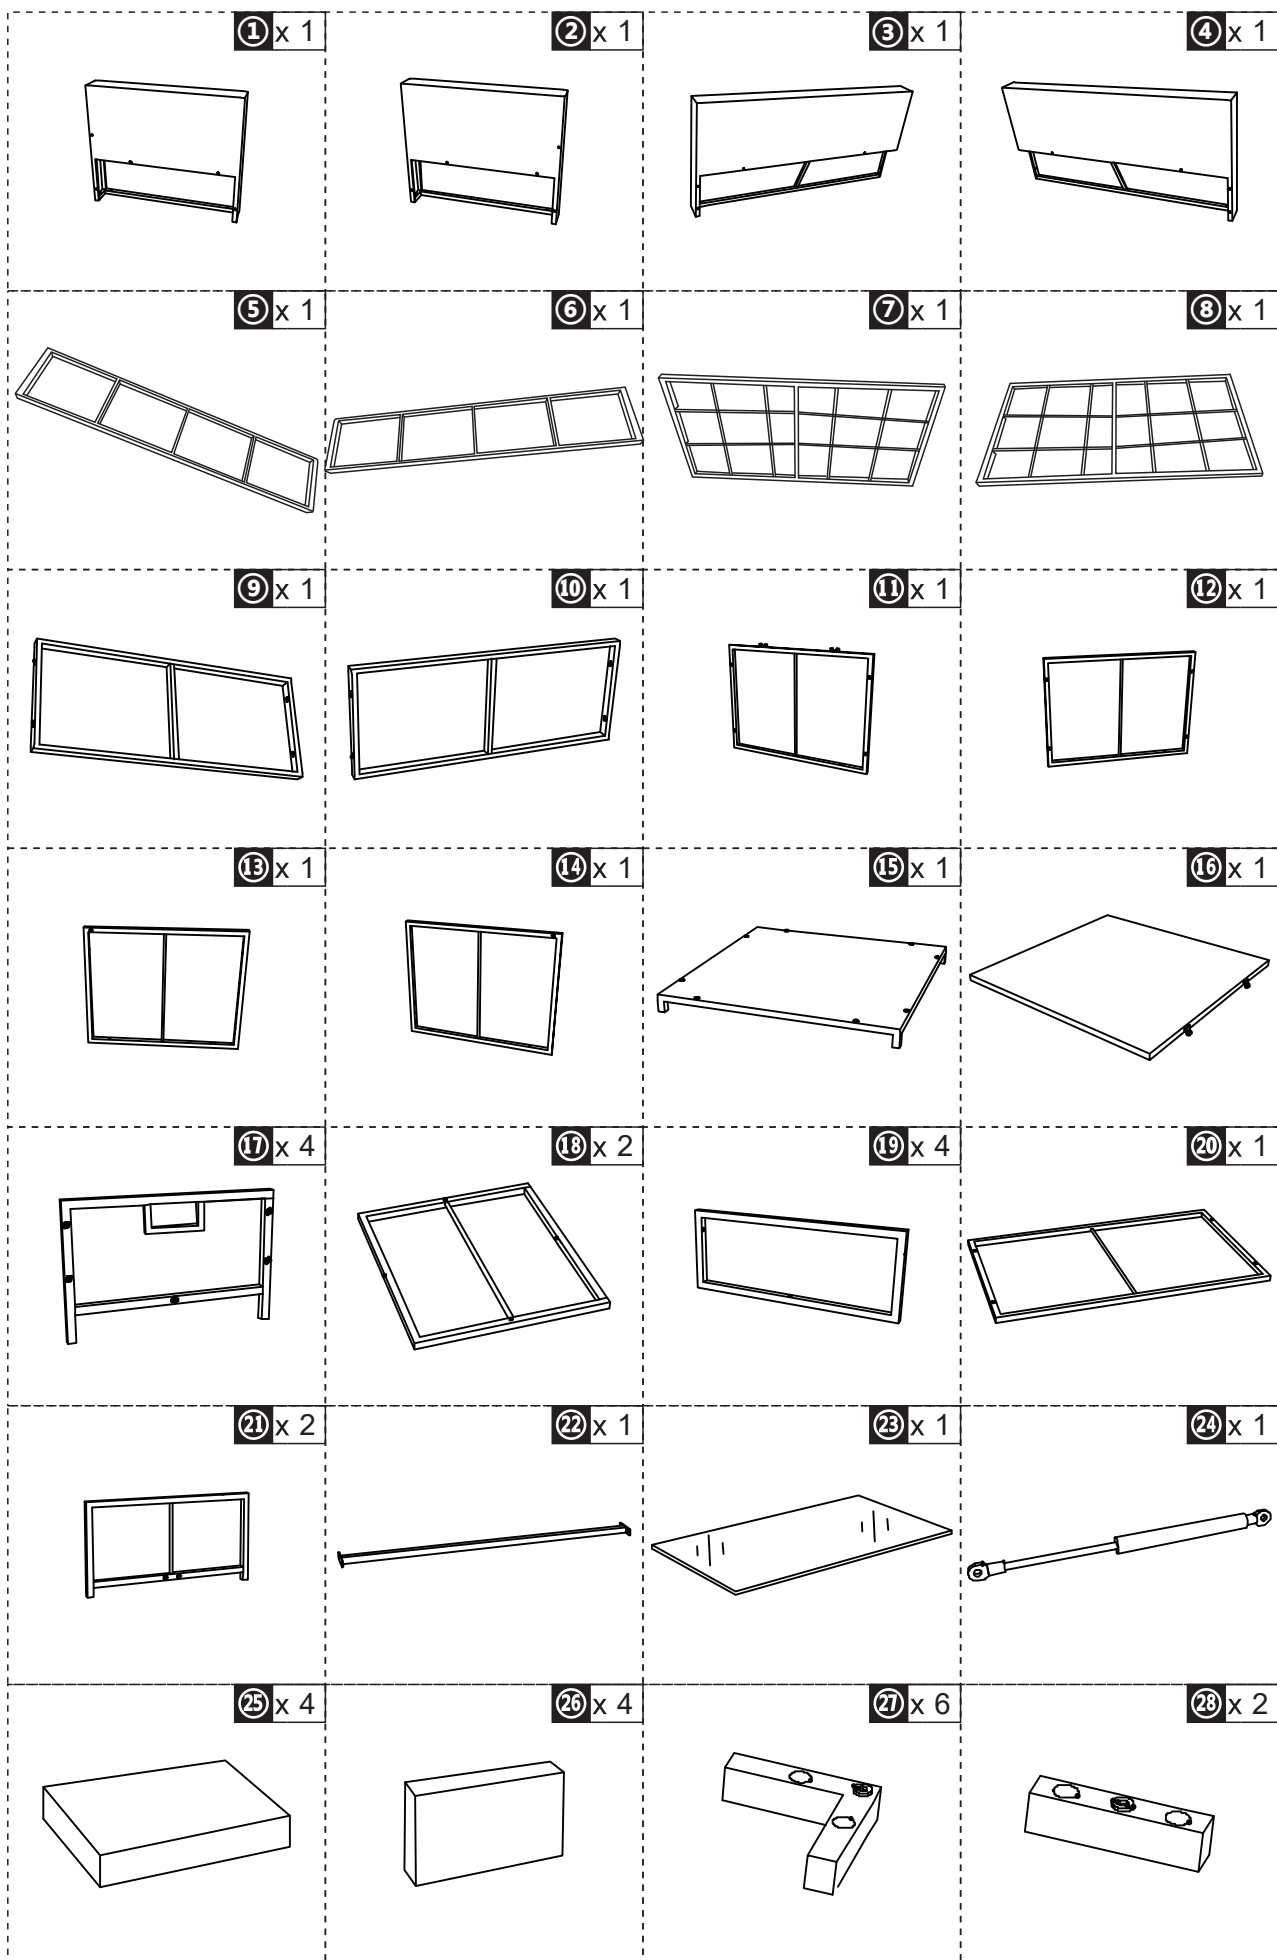 ① x 1 ② x 1 ③ x 1 ④ x 1
⑤ x 1 ⑥ x 1 ⑦ x 1 ⑧ x 1
⑨ x 1 ⑩ x 1 ⑪ x 1 ⑫ x 1
⑬ x 1 ⑭ x 1 ⑮ x 1 ⑯ x 1
⑰ x 4 ⑱ x 2 ⑲ x 4 ⑳ x 1
㉑ x 2 ㉒ x 1 ㉓ x 1 ㉔ x 1
㉕ x 4 ㉖ x 4 ㉗ x 6 ㉘ x 2